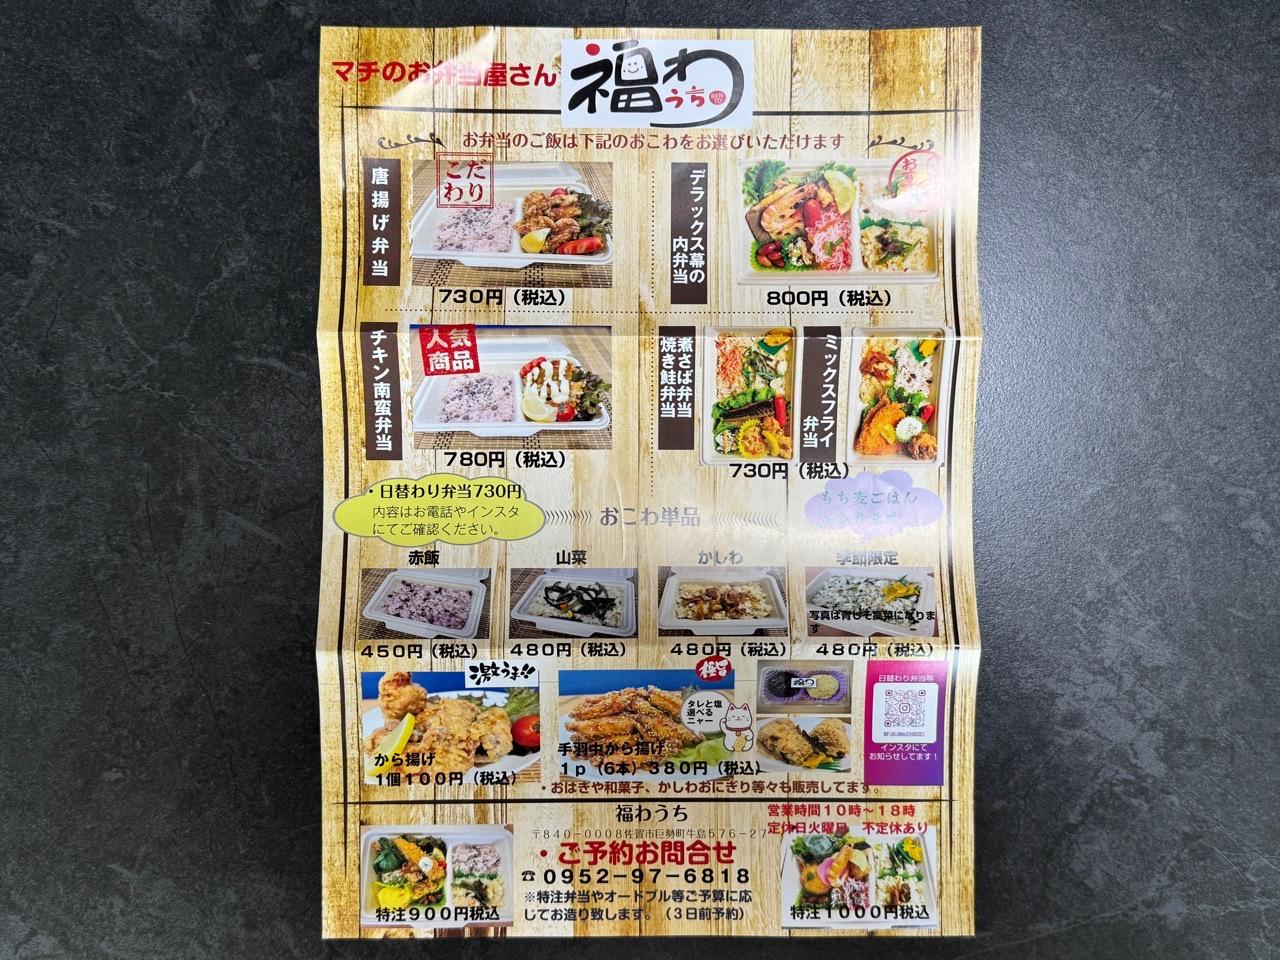 マチのお弁当屋さん
福わうち
BENTO
お弁当のご飯は下記のおこわをお選びいただけます
唐揚げ弁当
こだわり
730円（税込）
デラックス幕の
内弁当
800円（税込）
チキン南蛮弁当
人気
商品
780円（税込）
煮さば弁当
焼き鮭弁当
ミックスフライ
弁当
730円（税込）
・日替わり弁当730円
内容はお電話やインスタ
にてご確認ください。
おこわ単品
もち麦ごはん
赤飯
450円（税込）
山菜
480円（税込）
かしわ
480円（税込）
季節限定
写真は青しそ高菜になりま
す
480円（税込）
激うま!!
から揚げ
1個100円（税込）
極旨
タレと塩
選べる
ニャー
手羽中から揚げ
1p（6本）380円（税込）
福わ
日替わり弁当等
インスタにて
お知らせしてます！
・おはぎや和菓子、かしわおにぎり等々も販売してます。
福わうち
〒840-0008佐賀市巨勢町牛島576-27
・ご予約お問合せ
☎0952-97-6818
※特注弁当やオードブル等ご予算に応
じてお造り致します。（3日前予約）
特注900円税込
営業時間10時～18時
定休日火曜日　不定休あり
特注1000円税込